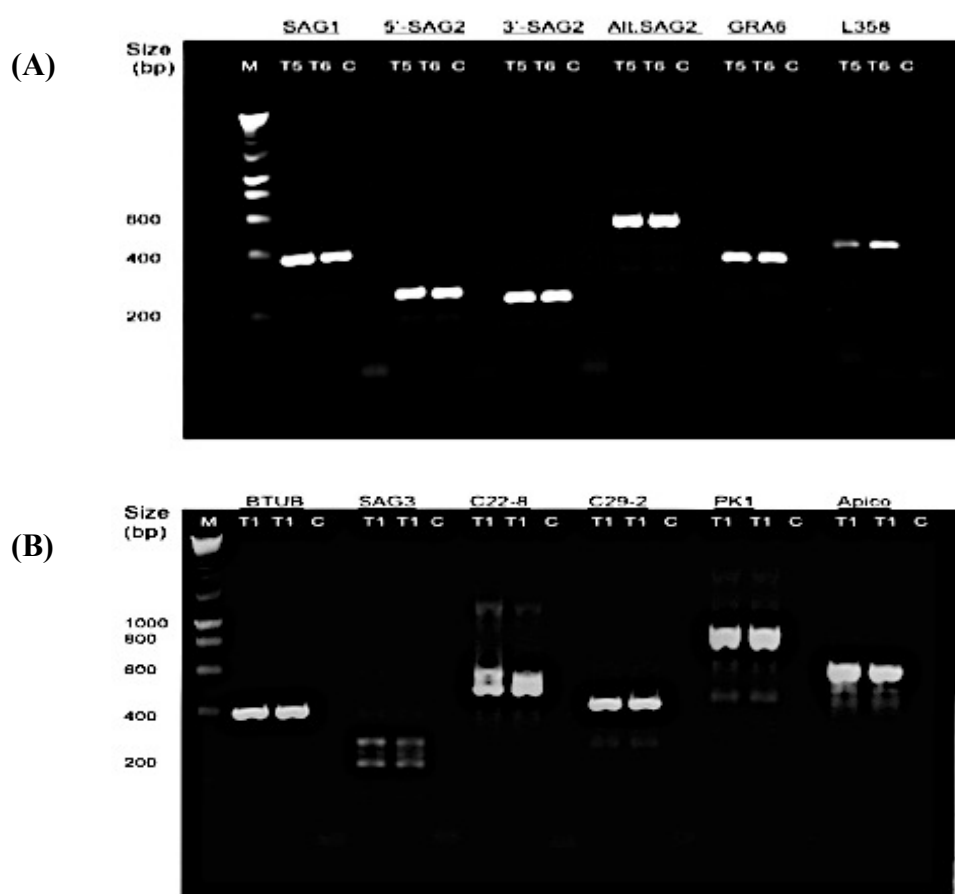 (A)
SAG1 5'-SAG2 3'-SAG2 Alt.SAG2 GRA6 L358
Size
(bp)
M T5 T6 C T5 T6 C T5 T6 C T5 T6 C T5 T6 C T5 T6 C
600
400
200
(B)
BTUB SAG3 C22-8 C29-2 PK1 Apico
Size
(bp)
M T1 T1 C T1 T1 C T1 T1 C T1 T1 C T1 T1 C T1 T1 C
1000
800
600
400
200